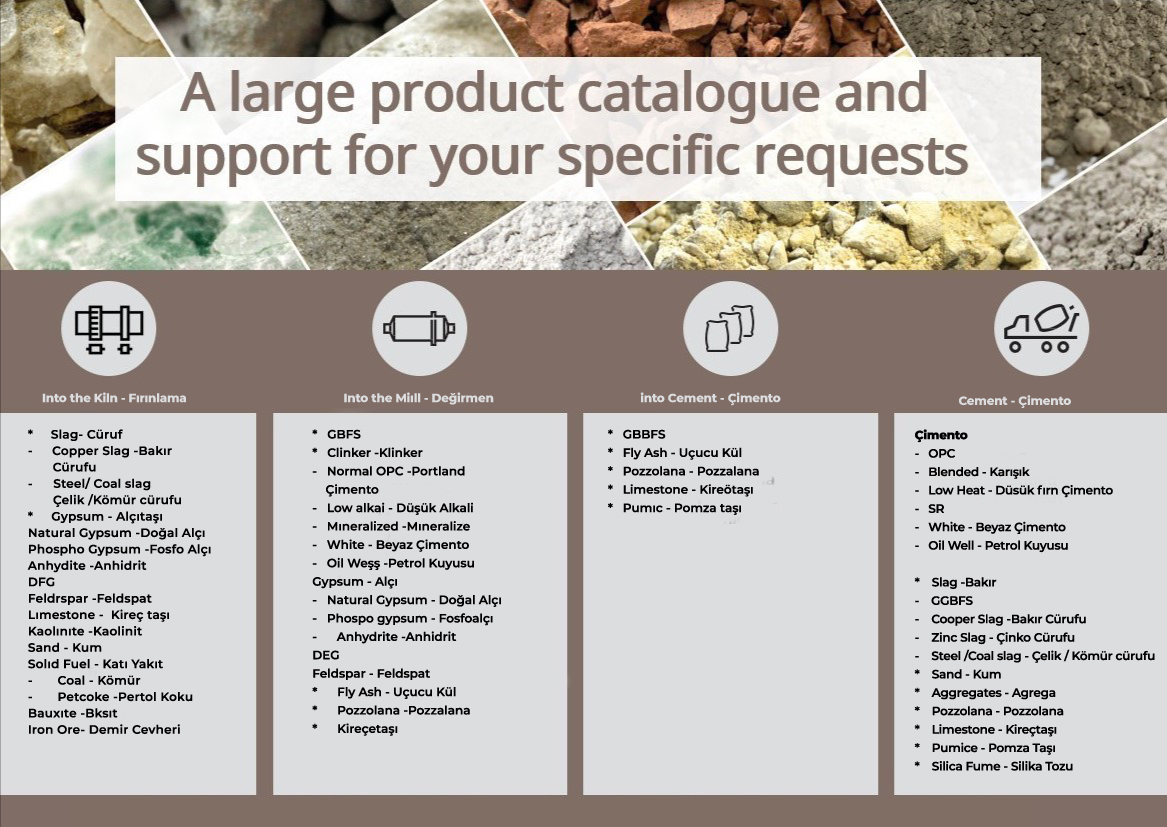 A large product catalogue and
support for your specific requests
Into the Kiln - Fırınlama
* Slag- Cüruf
- Copper Slag -Bakır
Cürufu
- Steel/ Coal slag
Çelik /Kömür cürufu
* Gypsum - Alçıtaşı
Natural Gypsum -Doğal Alçı
Phospho Gypsum -Fosfo Alçı
Anhydite -Anhidrit
DFG
Feldrspar -Feldspat
Lımestone - Kireç taşı
Kaolınıte -Kaolinit
Sand - Kum
Solıd Fuel - Katı Yakıt
- Coal - Kömür
- Petcoke -Pertol Koku
Bauxıte -Bksıt
Iron Ore- Demir Cevheri
Into the Miıll - Değirmen
* GBFS
* Clinker -Klinker
- Normal OPC -Portland
Çimento
- Low alkai - Düşük Alkali
- Mıneralized -Mıneralize
- White - Beyaz Çimento
- Oil Weşş -Petrol Kuyusu
Gypsum - Alçı
- Natural Gypsum - Doğal Alçı
- Phospo gypsum - Fosfoalçı
- Anhydrite -Anhidrit
DEG
Feldspar - Feldspat
* Fly Ash - Uçucu Kül
* Pozzolana -Pozzalana
* Kireçetaşı
into Cement - Çimento
* GBBFS
* Fly Ash - Uçucu Kül
* Pozzolana - Pozzalana
* Limestone - Kireötaşı
* Pumıc - Pomza taşı
Cement - Çimento
Çimento
- OPC
- Blended - Karışık
- Low Heat - Düsük fırn Çimento
- SR
- White - Beyaz Çimento
- Oil Well - Petrol Kuyusu
* Slag -Bakır
- GGBFS
- Cooper Slag -Bakır Cürufu
- Zinc Slag - Çinko Cürufu
- Steel /Coal slag - Çelik / Kömür cürufu
* Sand - Kum
* Aggregates - Agrega
* Pozzolana - Pozzolana
* Limestone - Kireçtaşı
* Pumice - Pomza Taşı
* Silica Fume - Silika Tozu